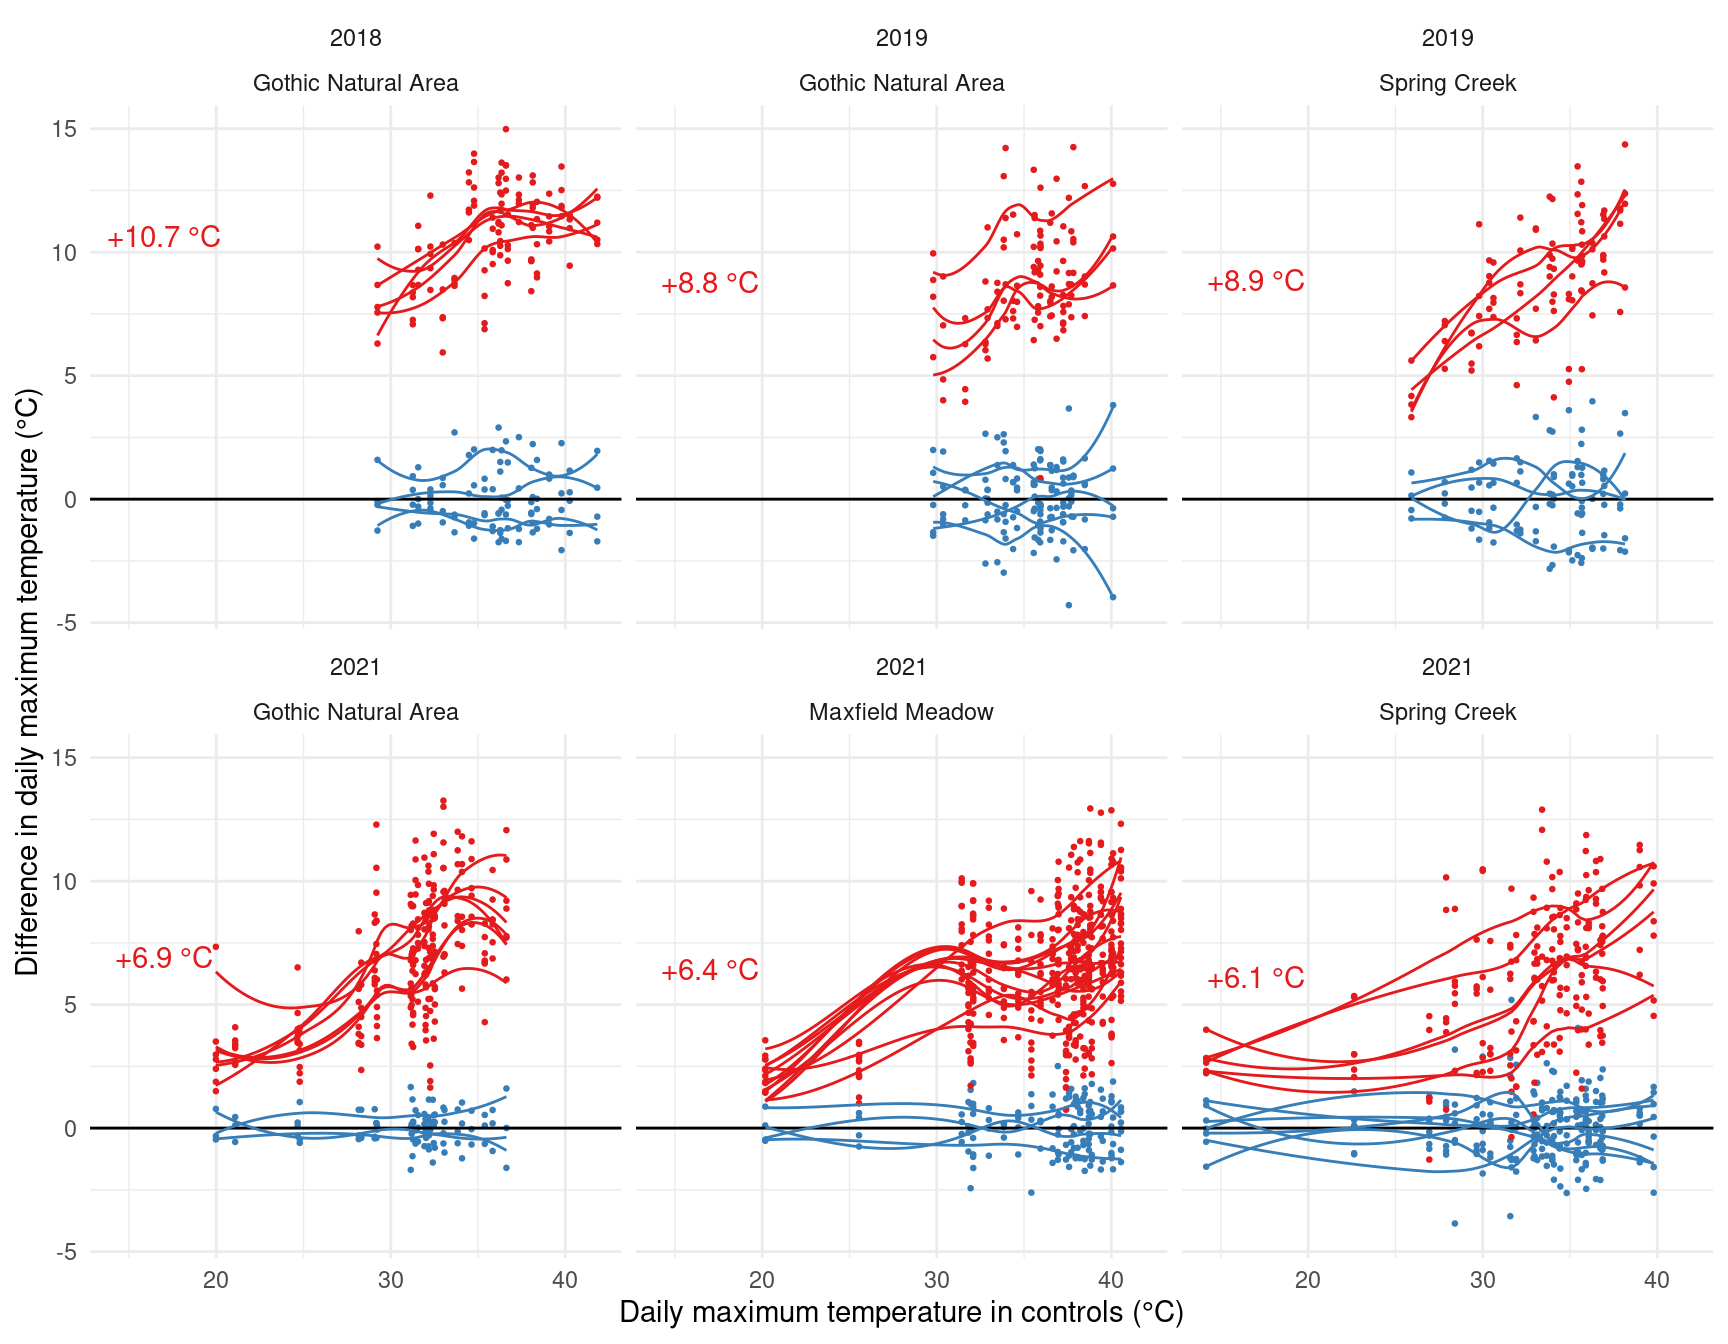 2018
Gothic Natural Area
2019
Gothic Natural Area
2019
Spring Creek
15
10
5
0
-5
+10.7 °C
+8.8 °C
+8.9 °C
Difference in daily maximum temperature (°C)
2021
Gothic Natural Area
2021
Maxfield Meadow
2021
Spring Creek
15
10
5
0
-5
+6.9 °C
+6.4 °C
+6.1 °C
20 30 40
20 30 40
20 30 40
Daily maximum temperature in controls (°C)